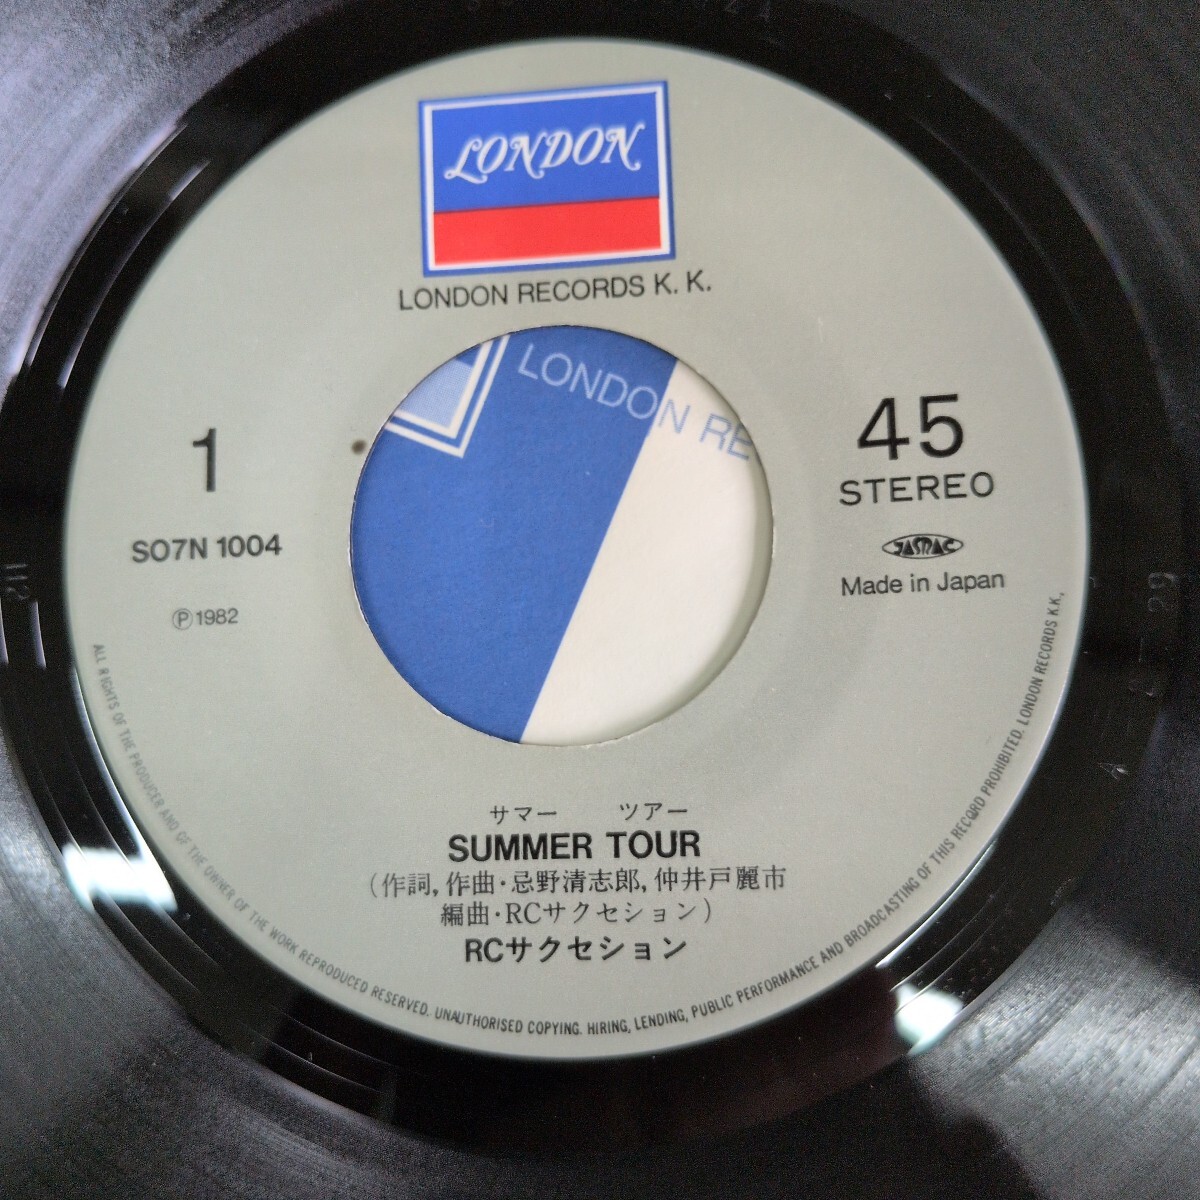 LONDON
LONDON RECORDS K. K.
LONDON RE
1
SO7N 1004
Ⓟ1982
45
STEREO
JASRAC
Made in Japan
サマー ツアー
SUMMER TOUR
(作詞, 作曲・忌野清志郎, 仲井戸麗市
編曲・RCサクセション)
RCサクセション
ALL RIGHTS OF THE PRODUCER AND OF THE OWNER OF THE WORK REPRODUCED RESERVED. UNAUTHORISED COPYING. HIRING, LENDING, PUBLIC PERFORMANCE AND BROADCASTING OF THIS RECORD PROHIBITED. LONDON RECORDS K.K.,